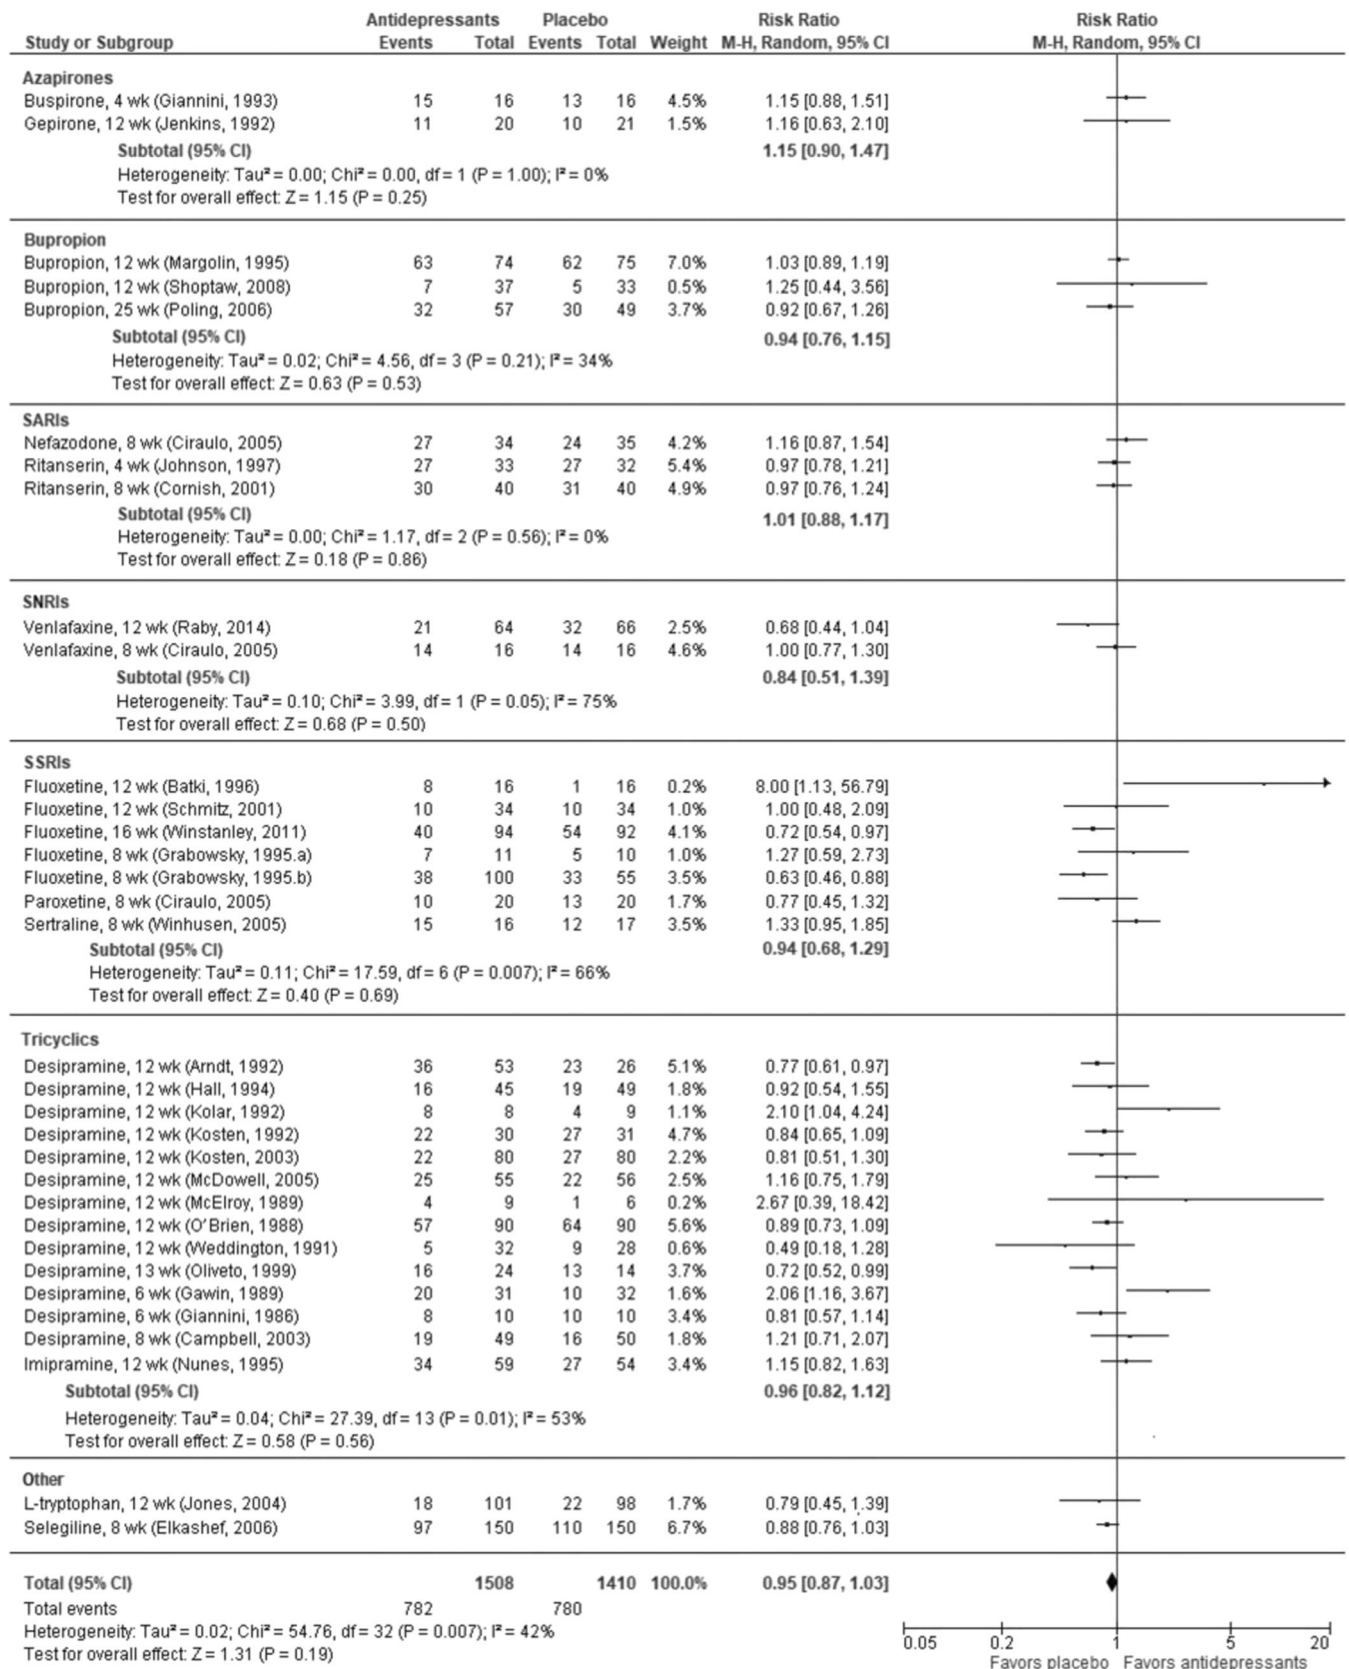 Antidepressants Placebo Risk Ratio Risk Ratio
Study or Subgroup Events Total Events Total Weight M-H, Random, 95% CI M-H, Random, 95% CI
Azapirones
Buspirone, 4 wk (Giannini, 1993) 15 16 13 16 4.5% 1.15 [0.88, 1.51]
Gepirone, 12 wk (Jenkins, 1992) 11 20 10 21 1.5% 1.16 [0.63, 2.10]
Subtotal (95% CI) 1.15 [0.90, 1.47]
Heterogeneity: Tau² = 0.00; Chi² = 0.00, df = 1 (P = 1.00); I² = 0%
Test for overall effect: Z = 1.15 (P = 0.25)
Bupropion
Bupropion, 12 wk (Margolin, 1995) 63 74 62 75 7.0% 1.03 [0.89, 1.19]
Bupropion, 12 wk (Shoptaw, 2008) 7 37 5 33 0.5% 1.25 [0.44, 3.56]
Bupropion, 25 wk (Poling, 2006) 32 57 30 49 3.7% 0.92 [0.67, 1.26]
Subtotal (95% CI) 0.94 [0.76, 1.15]
Heterogeneity: Tau² = 0.02; Chi² = 4.56, df = 3 (P = 0.21); I² = 34%
Test for overall effect: Z = 0.63 (P = 0.53)
SARIs
Nefazodone, 8 wk (Ciraulo, 2005) 27 34 24 35 4.2% 1.16 [0.87, 1.54]
Ritanserin, 4 wk (Johnson, 1997) 27 33 27 32 5.4% 0.97 [0.78, 1.21]
Ritanserin, 8 wk (Cornish, 2001) 30 40 31 40 4.9% 0.97 [0.76, 1.24]
Subtotal (95% CI) 1.01 [0.88, 1.17]
Heterogeneity: Tau² = 0.00; Chi² = 1.17, df = 2 (P = 0.56); I² = 0%
Test for overall effect: Z = 0.18 (P = 0.86)
SNRIs
Venlafaxine, 12 wk (Raby, 2014) 21 64 32 66 2.5% 0.68 [0.44, 1.04]
Venlafaxine, 8 wk (Ciraulo, 2005) 14 16 14 16 4.6% 1.00 [0.77, 1.30]
Subtotal (95% CI) 0.84 [0.51, 1.39]
Heterogeneity: Tau² = 0.10; Chi² = 3.99, df = 1 (P = 0.05); I² = 75%
Test for overall effect: Z = 0.68 (P = 0.50)
SSRIs
Fluoxetine, 12 wk (Batki, 1996) 8 16 1 16 0.2% 8.00 [1.13, 56.79]
Fluoxetine, 12 wk (Schmitz, 2001) 10 34 10 34 1.0% 1.00 [0.48, 2.09]
Fluoxetine, 16 wk (Winstanley, 2011) 40 94 54 92 4.1% 0.72 [0.54, 0.97]
Fluoxetine, 8 wk (Grabowsky, 1995.a) 7 11 5 10 1.0% 1.27 [0.59, 2.73]
Fluoxetine, 8 wk (Grabowsky, 1995.b) 38 100 33 55 3.5% 0.63 [0.46, 0.88]
Paroxetine, 8 wk (Ciraulo, 2005) 10 20 13 20 1.7% 0.77 [0.45, 1.32]
Sertraline, 8 wk (Winhusen, 2005) 15 16 12 17 3.5% 1.33 [0.95, 1.85]
Subtotal (95% CI) 0.94 [0.68, 1.29]
Heterogeneity: Tau² = 0.11; Chi² = 17.59, df = 6 (P = 0.007); I² = 66%
Test for overall effect: Z = 0.40 (P = 0.69)
Tricyclics
Desipramine, 12 wk (Arndt, 1992) 36 53 23 26 5.1% 0.77 [0.61, 0.97]
Desipramine, 12 wk (Hall, 1994) 16 45 19 49 1.8% 0.92 [0.54, 1.55]
Desipramine, 12 wk (Kolar, 1992) 8 8 4 9 1.1% 2.10 [1.04, 4.24]
Desipramine, 12 wk (Kosten, 1992) 22 30 27 31 4.7% 0.84 [0.65, 1.09]
Desipramine, 12 wk (Kosten, 2003) 22 80 27 80 2.2% 0.81 [0.51, 1.30]
Desipramine, 12 wk (McDowell, 2005) 25 55 22 56 2.5% 1.16 [0.75, 1.79]
Desipramine, 12 wk (McElroy, 1989) 4 9 1 6 0.2% 2.67 [0.39, 18.42]
Desipramine, 12 wk (O'Brien, 1988) 57 90 64 90 5.6% 0.89 [0.73, 1.09]
Desipramine, 12 wk (Weddington, 1991) 5 32 9 28 0.6% 0.49 [0.18, 1.28]
Desipramine, 13 wk (Oliveto, 1999) 16 24 13 14 3.7% 0.72 [0.52, 0.99]
Desipramine, 6 wk (Gawin, 1989) 20 31 10 32 1.6% 2.06 [1.16, 3.67]
Desipramine, 6 wk (Giannini, 1986) 8 10 10 10 3.4% 0.81 [0.57, 1.14]
Desipramine, 8 wk (Campbell, 2003) 19 49 16 50 1.8% 1.21 [0.71, 2.07]
Imipramine, 12 wk (Nunes, 1995) 34 59 27 54 3.4% 1.15 [0.82, 1.63]
Subtotal (95% CI) 0.96 [0.82, 1.12]
Heterogeneity: Tau² = 0.04; Chi² = 27.39, df = 13 (P = 0.01); I² = 53%
Test for overall effect: Z = 0.58 (P = 0.56)
Other
L-tryptophan, 12 wk (Jones, 2004) 18 101 22 98 1.7% 0.79 [0.45, 1.39]
Selegiline, 8 wk (Elkashef, 2006) 97 150 110 150 6.7% 0.88 [0.76, 1.03]
Total (95% CI) 1508 1410 100.0% 0.95 [0.87, 1.03]
Total events 782 780
Heterogeneity: Tau² = 0.02; Chi² = 54.76, df = 32 (P = 0.007); I² = 42%
Test for overall effect: Z = 1.31 (P = 0.19)
0.05 0.2 1 5 20
Favors placebo Favors antidepressants